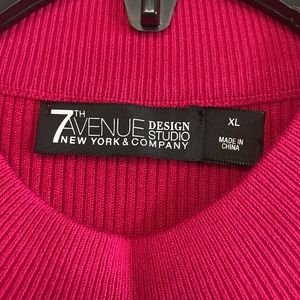 7TH AVENUE DESIGN STUDIO
NEW YORK & COMPANY
XL
MADE IN
CHINA